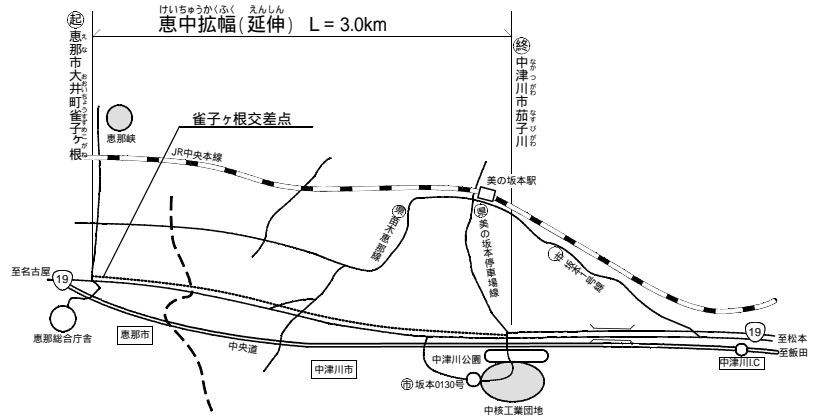 けいちゅうかくふく えんしん
恵中拡幅(延伸) L = 3.0km
起 恵那市大井町雀子ヶ根
えなしおおいちょうすずめこがね
終 中津川市茄子川
なかつがわ なすびがわ
雀子ヶ根交差点
恵那峡
JR中央本線
美の坂本駅
県 苗木恵那線
県 美の坂本停車場線
市 坂本1号線
至名古屋
19
19
至松本
至飯田
恵那総合庁舎
恵那市
中央道
中津川市
中津川公園
中津川I.C
市 坂本0130号
中核工業団地